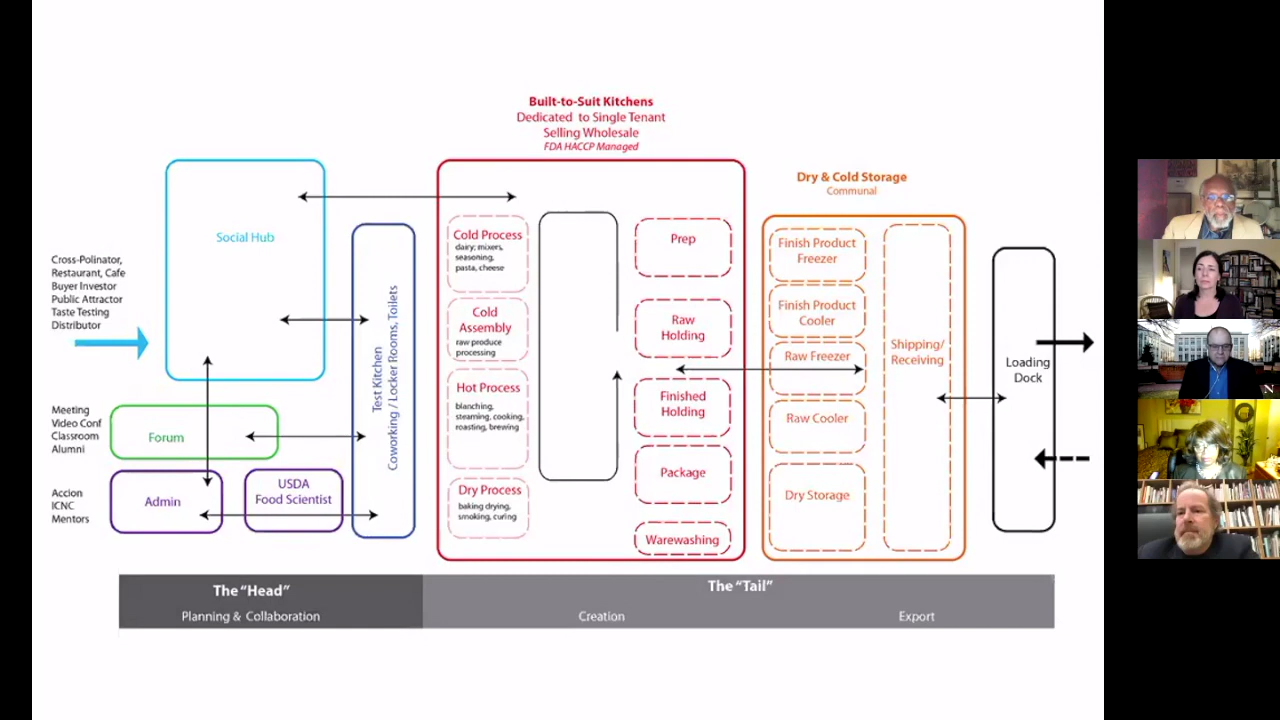 Built-to-Suit Kitchens
Dedicated to Single Tenant
Selling Wholesale
FDA HACCP Managed
Dry & Cold Storage
Communal
Social Hub
Cross-Polinator,
Restaurant, Cafe
Buyer Investor
Public Attractor
Taste Testing
Distributor
Meeting
Video Conf
Classroom
Alumni
Forum
Accion
ICNC
Mentors
Admin
USDA
Food Scientist
Test Kitchen
Coworking / Locker Rooms, Toilets
Cold Process
dairy; mixers,
seasoning,
pasta, cheese
Cold
Assembly
raw produce
processing
Hot Process
blanching,
steaming, cooking,
roasting, brewing
Dry Process
baking drying,
smoking, curing
Prep
Raw
Holding
Finished
Holding
Package
Warewashing
Finish Product
Freezer
Finish Product
Cooler
Raw Freezer
Raw Cooler
Dry Storage
Shipping/
Receiving
Loading
Dock
The "Head"
Planning & Collaboration
The "Tail"
Creation
Export
N